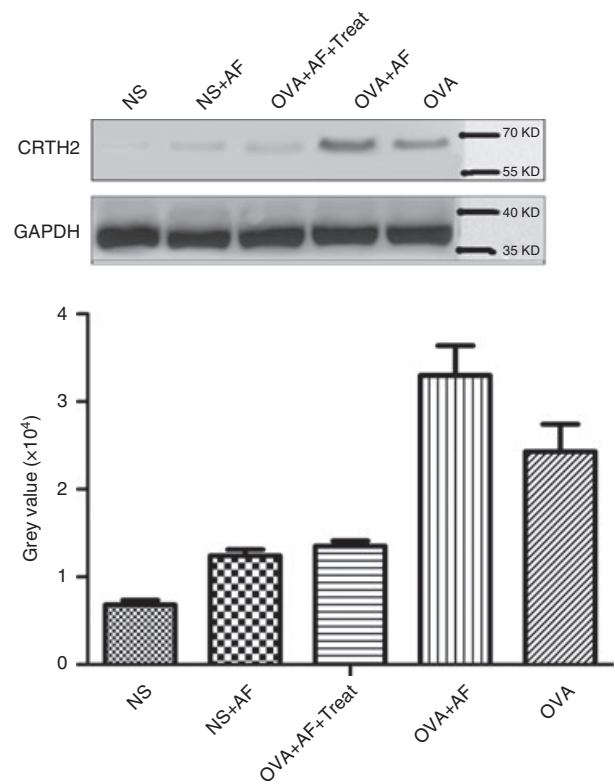 NS NS+AF OVA+AF+Treat OVA+AF OVA
CRTH2
70 KD
55 KD
GAPDH
40 KD
35 KD
Grey value (×10⁴)
4
3
2
1
0
NS NS+AF OVA+AF+Treat OVA+AF OVA